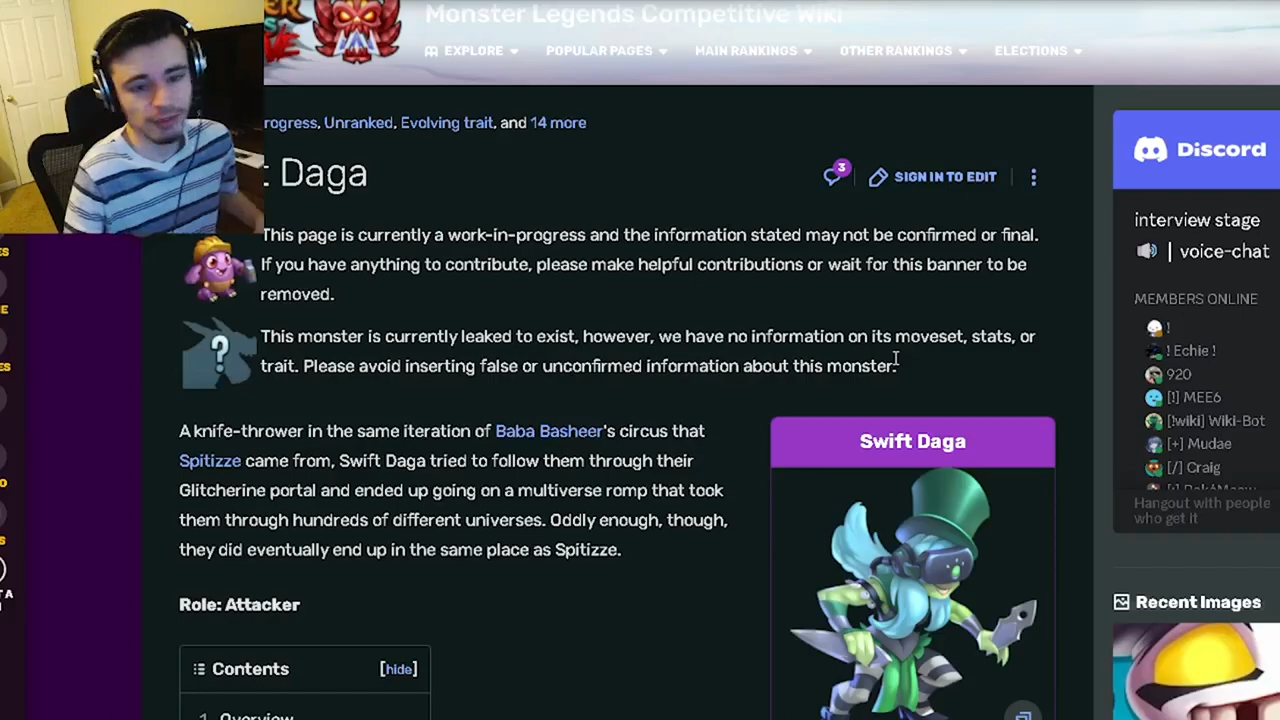 Monster Legends Competitive Wiki
EXPLORE POPULAR PAGES MAIN RANKINGS OTHER RANKINGS ELECTIONS
rogress, Unranked, Evolving trait, and 14 more
Daga
3
SIGN IN TO EDIT
This page is currently a work-in-progress and the information stated may not be confirmed or final.
If you have anything to contribute, please make helpful contributions or wait for this banner to be
removed.
This monster is currently leaked to exist, however, we have no information on its moveset, stats, or
trait. Please avoid inserting false or unconfirmed information about this monster.
A knife-thrower in the same iteration of Baba Basheer's circus that
Spitizze came from, Swift Daga tried to follow them through their
Glitcherine portal and ended up going on a multiverse romp that took
them through hundreds of different universes. Oddly enough, though,
they did eventually end up in the same place as Spitizze.
Role: Attacker
Contents [hide]
1 Overview
Swift Daga
Discord
interview stage
| voice-chat
MEMBERS ONLINE
!
! Echie !
920
[!] MEE6
[!wiki] Wiki-Bot
[+] Mudae
[/] Craig
Hangout with people
who get it
Recent Images